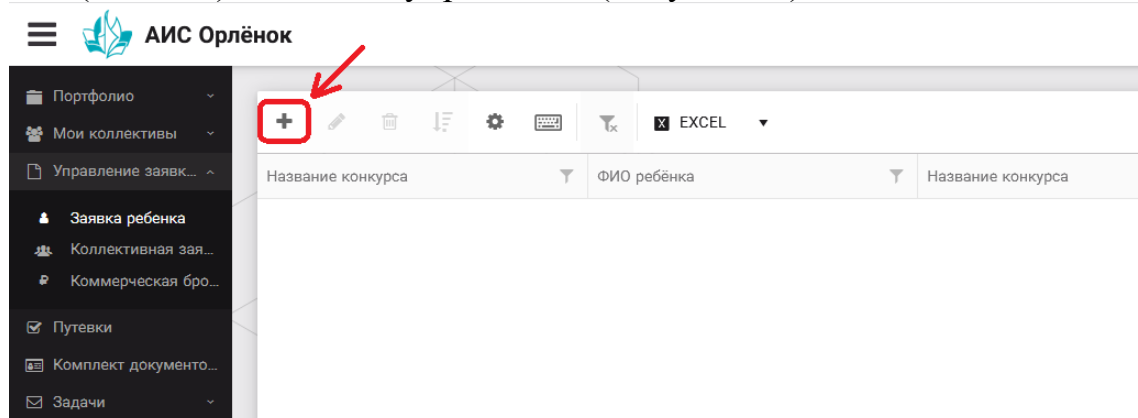 АИС Орлёнок
Портфолио
Мои коллективы
Управление заявк...
Заявка ребенка
Коллективная зая...
Коммерческая бро...
Путевки
Комплект документо...
Задачи
EXCEL
Название конкурса ФИО ребёнка Название конкурса